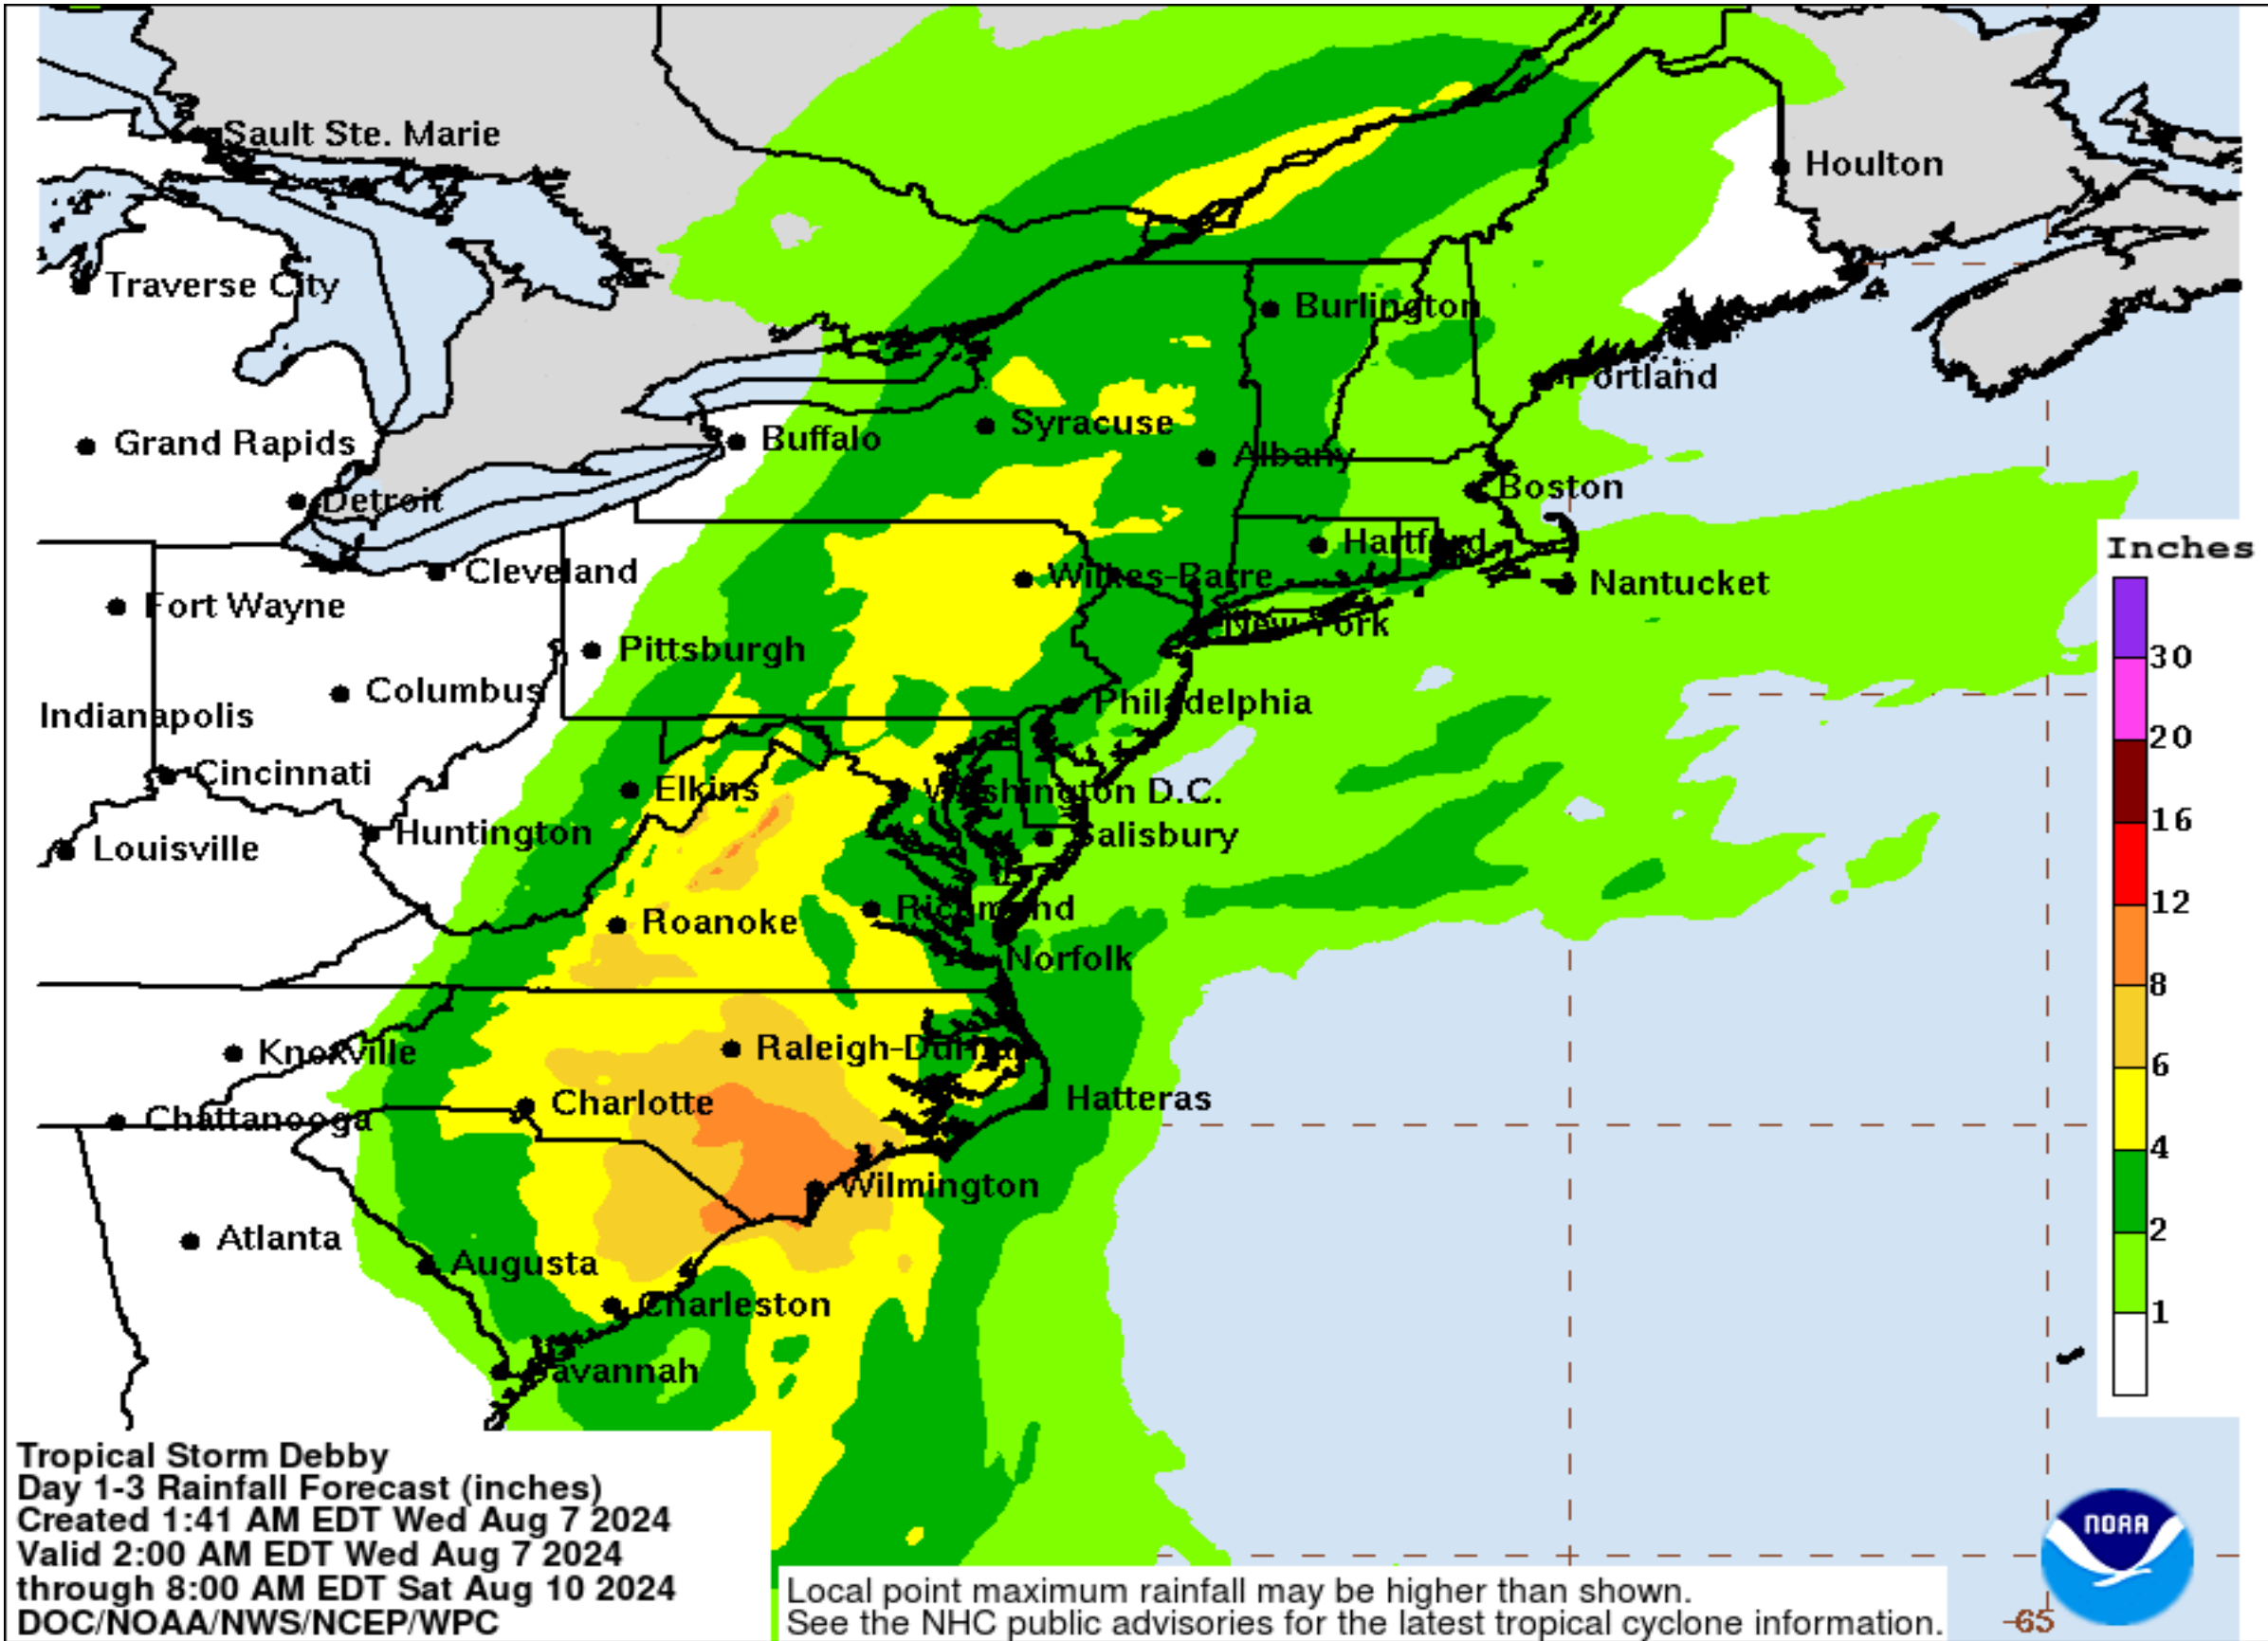 Sault Ste. Marie
Houlton
Traverse City
Burlington
Portland
Grand Rapids
Buffalo
Syracuse
Albany
Detroit
Boston
Hartford
Inches
Cleveland
Wilkes-Barre
Nantucket
Fort Wayne
New York
Pittsburgh
30
Columbus
Philadelphia
Indianapolis
20
Cincinnati
Elkins
Washington D.C.
16
Huntington
Salisbury
Louisville
12
Roanoke
Richmond
Norfolk
8
Knoxville
Raleigh-Durham
6
Charlotte
Hatteras
Chattanooga
4
Wilmington
2
Atlanta
Augusta
Charleston
1
Savannah
Tropical Storm Debby
Day 1-3 Rainfall Forecast (inches)
Created 1:41 AM EDT Wed Aug 7 2024
Valid 2:00 AM EDT Wed Aug 7 2024
through 8:00 AM EDT Sat Aug 10 2024
DOC/NOAA/NWS/NCEP/WPC
Local point maximum rainfall may be higher than shown.
See the NHC public advisories for the latest tropical cyclone information.
-65
NOAA